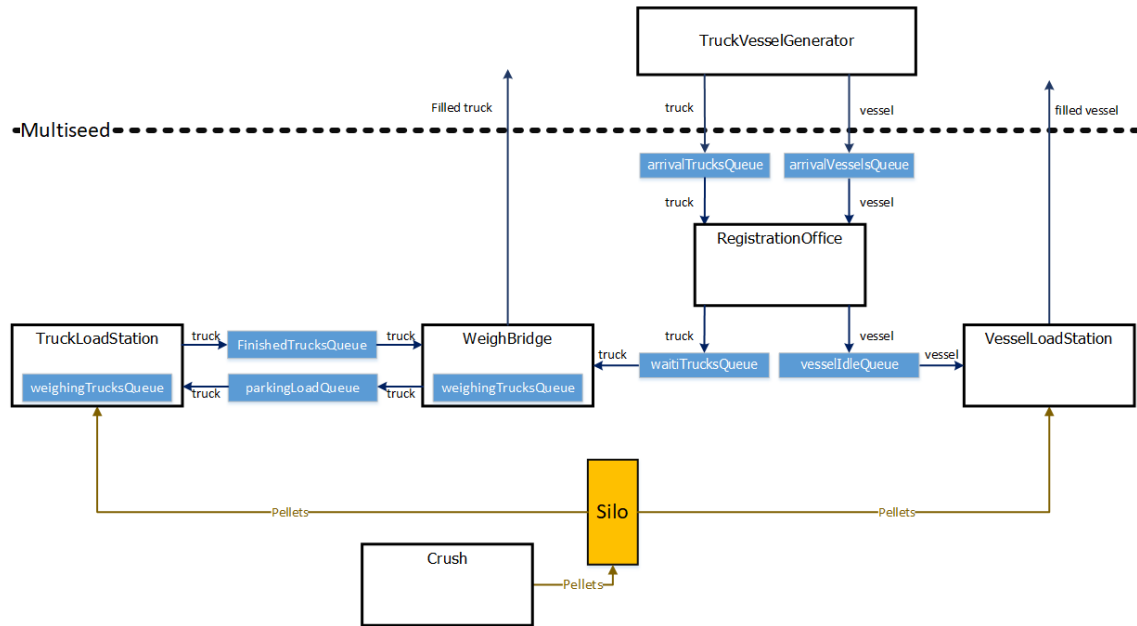 TruckVesselGenerator
Filled truck
truck
vessel
filled vessel
Multiseed
arrivalTrucksQueue
arrivalVesselsQueue
truck
vessel
RegistrationOffice
TruckLoadStation
truck
FinishedTrucksQueue
truck
WeighBridge
truck
vessel
VesselLoadStation
truck
waitiTrucksQueue
vesselIdleQueue
vessel
weighingTrucksQueue
truck
parkingLoadQueue
truck
weighingTrucksQueue
Pellets
Silo
Pellets
Crush
Pellets